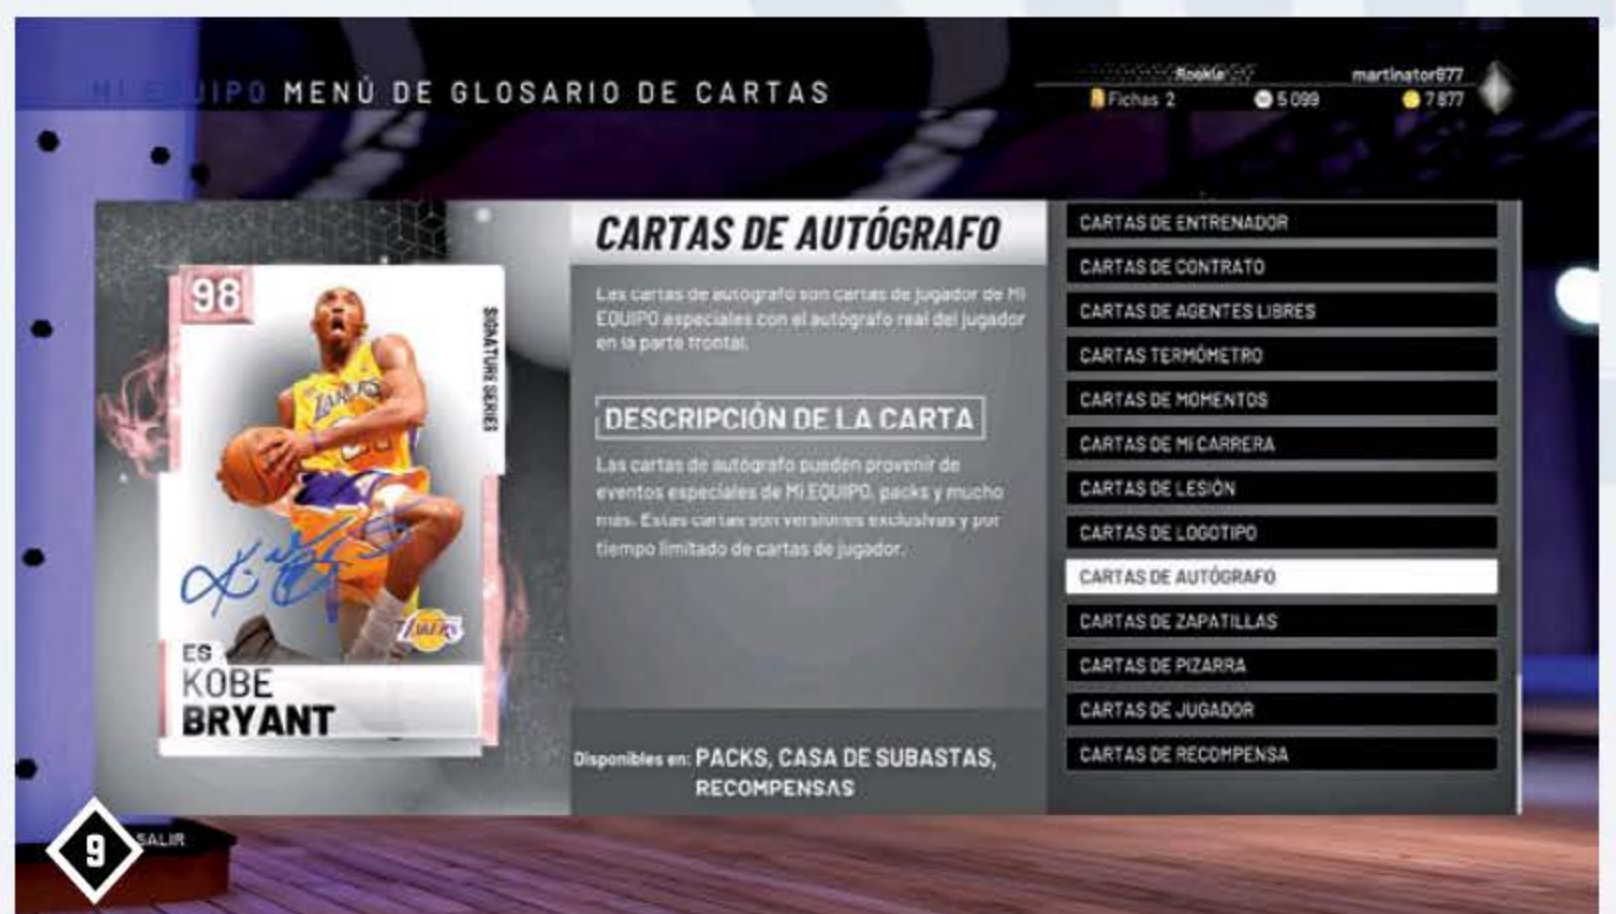 MI EQUIPO MENÚ DE GLOSARIO DE CARTAS
Rookie
martinator877
Fichas 2
5 099
7 877
CARTAS DE AUTÓGRAFO
Las cartas de autógrafo son cartas de jugador de MI
EQUIPO especiales con el autógrafo real del jugador
en la parte frontal.
DESCRIPCIÓN DE LA CARTA
Las cartas de autógrafo pueden provenir de
eventos especiales de Mi EQUIPO, packs y mucho
más. Estas cartas son versiones exclusivas y por
tiempo limitado de cartas de jugador.
Disponibles en: PACKS, CASA DE SUBASTAS,
RECOMPENSAS
98
SIGNATURE SERIES
LAKERS
LAKERS
ES
KOBE
BRYANT
CARTAS DE ENTRENADOR
CARTAS DE CONTRATO
CARTAS DE AGENTES LIBRES
CARTAS TERMÓMETRO
CARTAS DE MOMENTOS
CARTAS DE Mi CARRERA
CARTAS DE LESIÓN
CARTAS DE LOGOTIPO
CARTAS DE AUTÓGRAFO
CARTAS DE ZAPATILLAS
CARTAS DE PIZARRA
CARTAS DE JUGADOR
CARTAS DE RECOMPENSA
9
SALIR